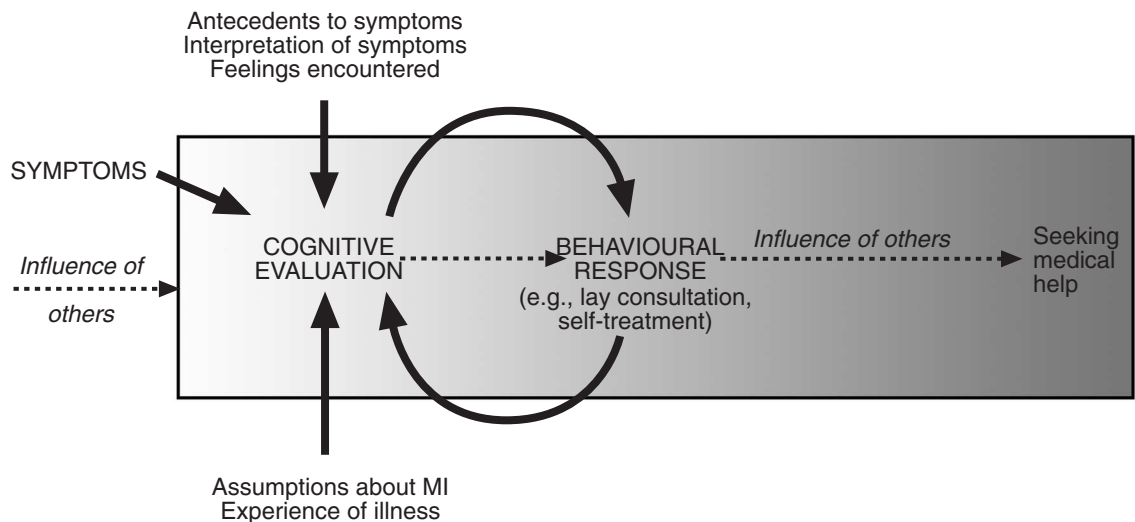 Antecedents to symptoms
Interpretation of symptoms
Feelings encountered
SYMPTOMS
Influence of
others
COGNITIVE
EVALUATION
BEHAVIOURAL
RESPONSE
(e.g., lay consultation,
self-treatment)
Influence of others
Seeking
medical
help
Assumptions about MI
Experience of illness